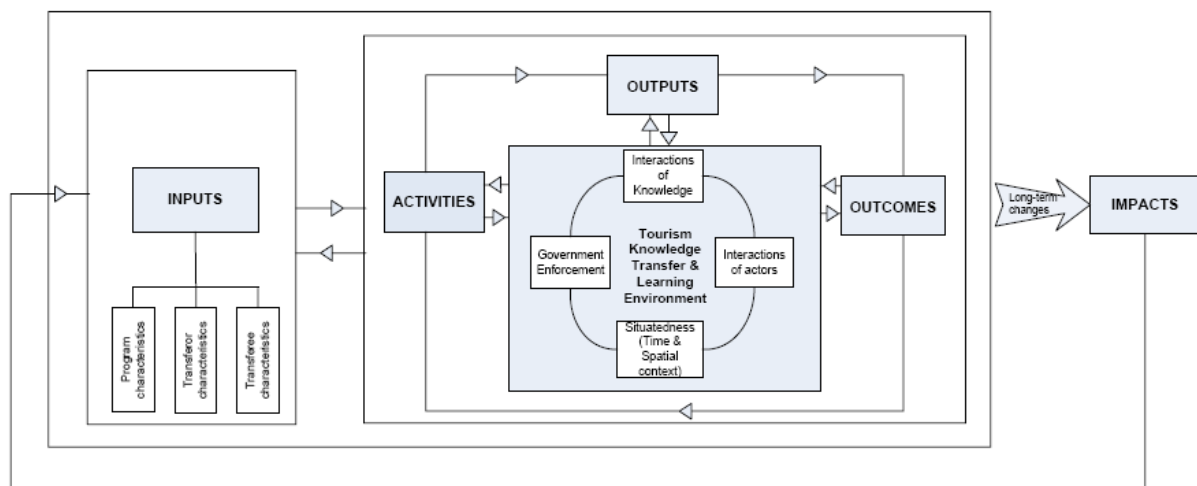 INPUTS
Program
characteristics
Transferor
characteristics
Transferee
characteristics
ACTIVITIES
OUTPUTS
Interactions
of
Knowledge
Government
Enforcement
Tourism
Knowledge
Transfer &
Learning
Environment
Interactions
of actors
Situatedness
(Time &
Spatial
context)
OUTCOMES
Long-term
changes
IMPACTS